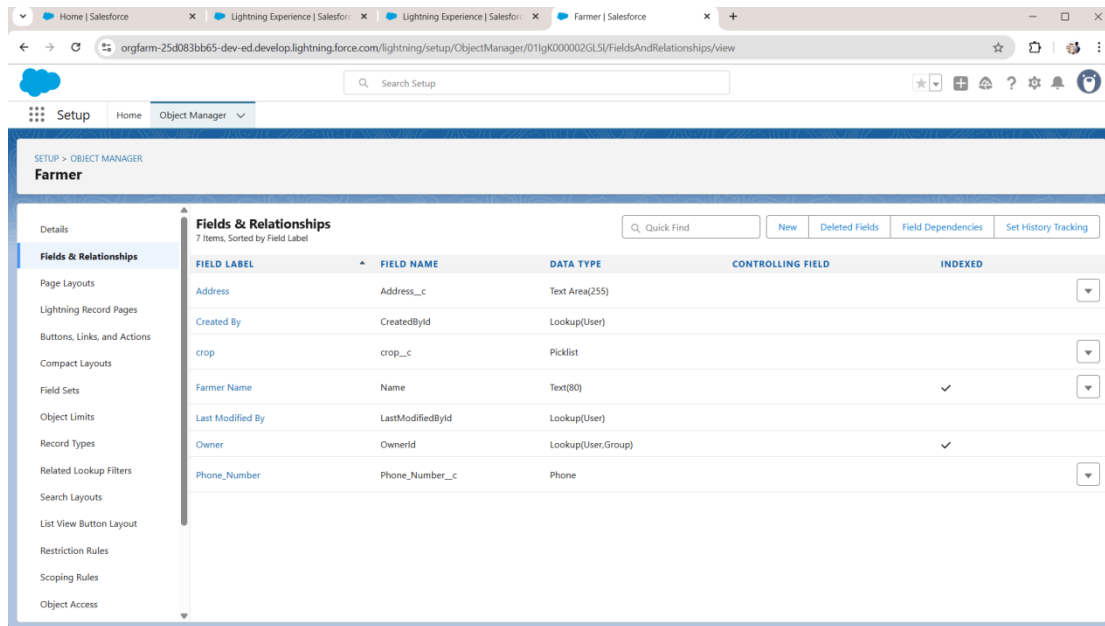 Home | Salesforce
Lightning Experience | Salesforc
Lightning Experience | Salesforc
Farmer | Salesforce
orgfarm-25d083bb65-dev-ed.develop.lightning.force.com/lightning/setup/ObjectManager/01IgK000002GL5I/FieldsAndRelationships/view
Search Setup
Setup Home Object Manager
SETUP > OBJECT MANAGER
Farmer
Details
Fields & Relationships
Page Layouts
Lightning Record Pages
Buttons, Links, and Actions
Compact Layouts
Field Sets
Object Limits
Record Types
Related Lookup Filters
Search Layouts
List View Button Layout
Restriction Rules
Scoping Rules
Object Access
Fields & Relationships
7 Items, Sorted by Field Label
Quick Find New Deleted Fields Field Dependencies Set History Tracking
FIELD LABEL FIELD NAME DATA TYPE CONTROLLING FIELD INDEXED
Address Address__c Text Area(255)
Created By CreatedById Lookup(User)
crop crop__c Picklist
Farmer Name Name Text(80)
Last Modified By LastModifiedById Lookup(User)
Owner OwnerId Lookup(User,Group)
Phone_Number Phone_Number__c Phone